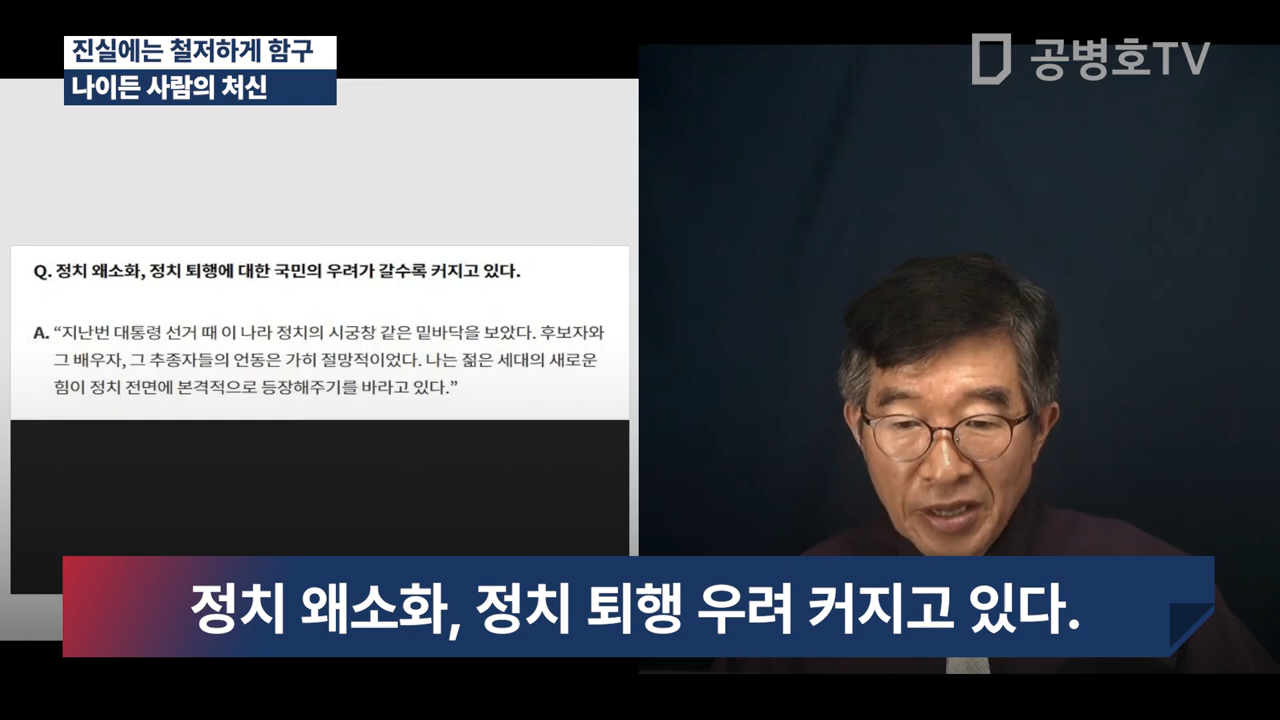 진실에는 철저하게 함구
나이든 사람의 처신
공병호TV
Q. 정치 왜소화, 정치 퇴행에 대한 국민의 우려가 갈수록 커지고 있다.
A. “지난번 대통령 선거 때 이 나라 정치의 시궁창 같은 밑바닥을 보았다. 후보자와
그 배우자, 그 추종자들의 언동은 가히 절망적이었다. 나는 젊은 세대의 새로운
힘이 정치 전면에 본격적으로 등장해주기를 바라고 있다.”
정치 왜소화, 정치 퇴행 우려 커지고 있다.